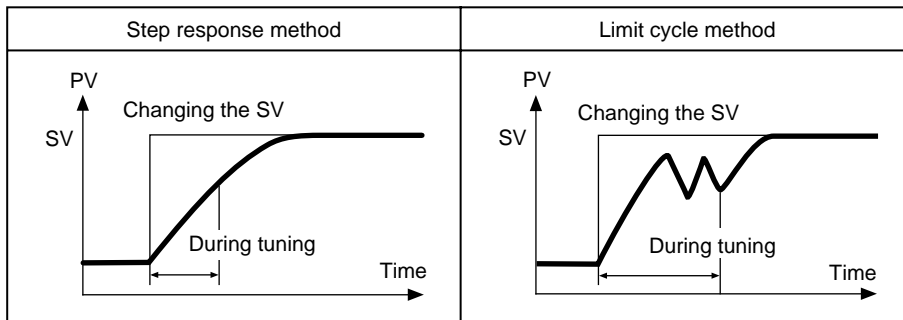 Step response method
Limit cycle method
PV
Changing the SV
SV
During tuning
Time
PV
Changing the SV
SV
During tuning
Time